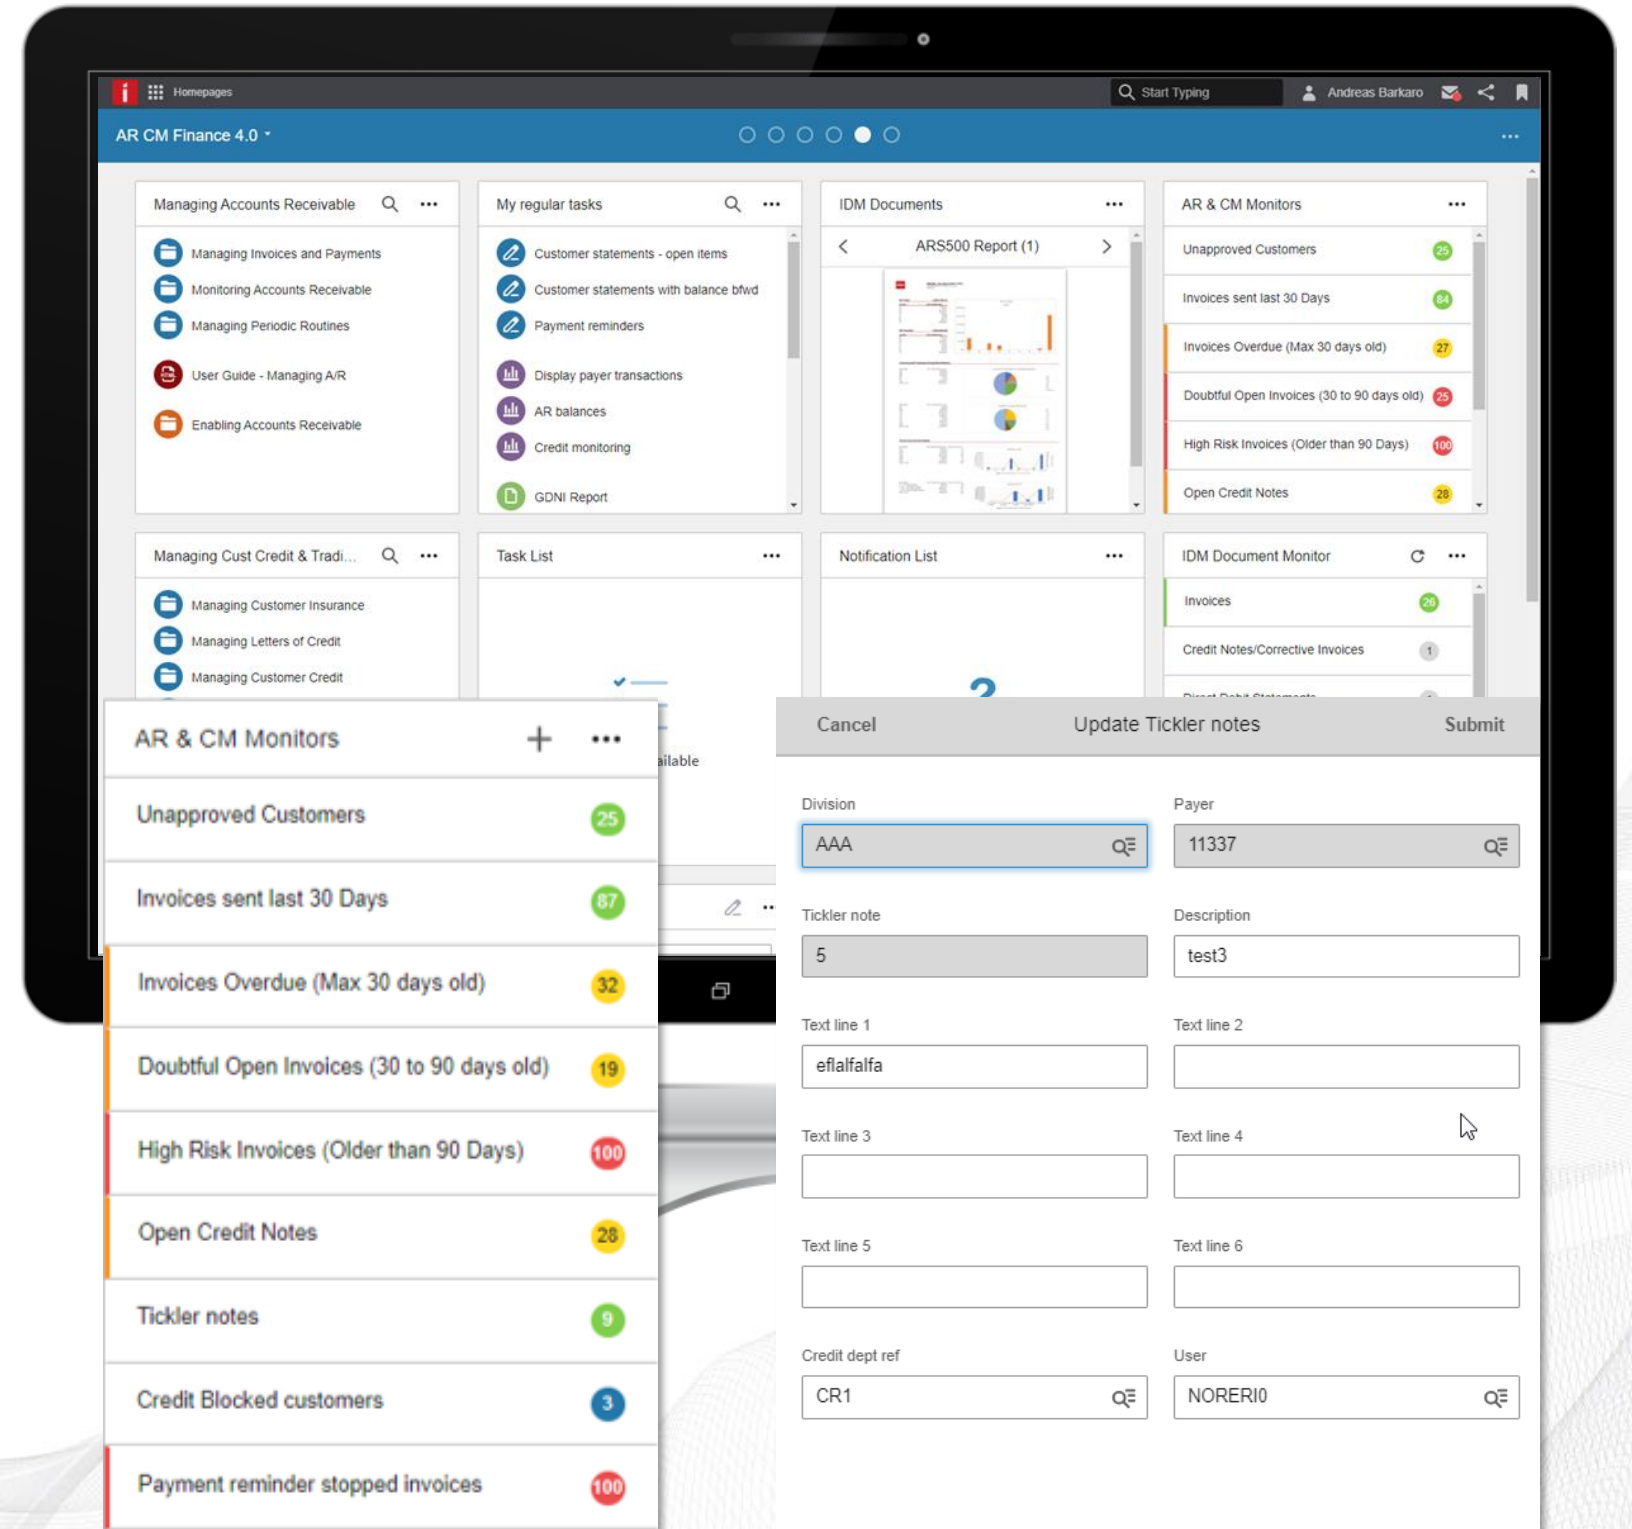 Homepages
Start Typing
Andreas Barkaro
AR CM Finance 4.0
Managing Accounts Receivable
Managing Invoices and Payments
Monitoring Accounts Receivable
Managing Periodic Routines
User Guide - Managing A/R
Enabling Accounts Receivable
My regular tasks
Customer statements - open items
Customer statements with balance bfwd
Payment reminders
Display payer transactions
AR balances
Credit monitoring
GDNI Report
IDM Documents
ARS500 Report (1)
AR & CM Monitors
Unapproved Customers 25
Invoices sent last 30 Days 84
Invoices Overdue (Max 30 days old) 27
Doubtful Open Invoices (30 to 90 days old) 25
High Risk Invoices (Older than 90 Days) 100
Open Credit Notes 28
Managing Cust Credit & Tradi...
Managing Customer Insurance
Managing Letters of Credit
Managing Customer Credit
Task List
ailable
Notification List
IDM Document Monitor
Invoices 26
Credit Notes/Corrective Invoices 1
Direct Debit Statements
AR & CM Monitors
Unapproved Customers 25
Invoices sent last 30 Days 87
Invoices Overdue (Max 30 days old) 32
Doubtful Open Invoices (30 to 90 days old) 19
High Risk Invoices (Older than 90 Days) 100
Open Credit Notes 28
Tickler notes 9
Credit Blocked customers 3
Payment reminder stopped invoices 100
Cancel Update Tickler notes Submit
Division Payer
AAA 11337
Tickler note Description
5 test3
Text line 1 Text line 2
eflalfalfa
Text line 3 Text line 4
Text line 5 Text line 6
Credit dept ref User
CR1 NORERI0